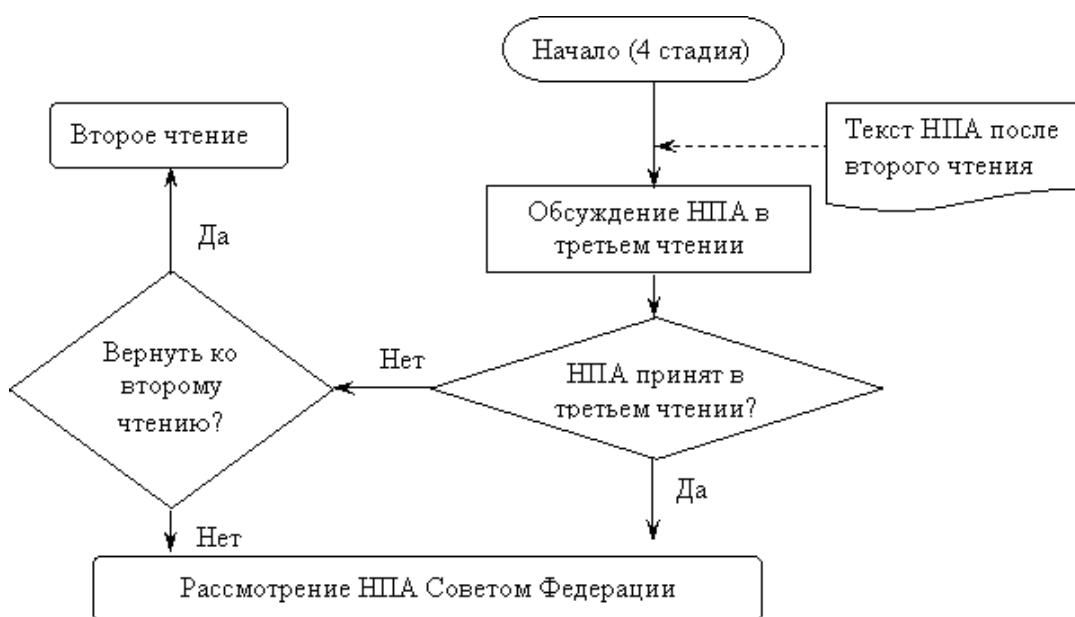 Начало (4 стадия)
Второе чтение
Текст НПА после
второго чтения
Обсуждение НПА в
третьем чтении
Да
Вернуть ко
второму
чтению?
Нет
НПА принят в
третьем чтении?
Да
Нет
Рассмотрение НПА Советом Федерации